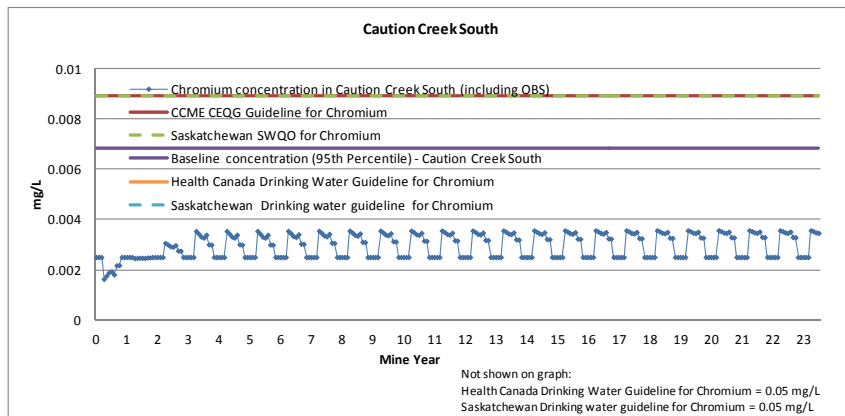 Caution Creek South
0.01
0.008
0.006
0.004
0.002
0
mg/L
Chromium concentration in Caution Creek South (including OBS)
CCME CEQG Guideline for Chromium
Saskatchewan SWQO for Chromium
Baseline concentration (95th Percentile) - Caution Creek South
Health Canada Drinking Water Guideline for Chromium
Saskatchewan Drinking water guideline for Chromium
0 1 2 3 4 5 6 7 8 9 10 11 12 13 14 15 16 17 18 19 20 21 22 23
Mine Year
Not shown on graph:
Health Canada Drinking Water Guideline for Chromium = 0.05 mg/L
Saskatchewan Drinking water guideline for Chromium = 0.05 mg/L